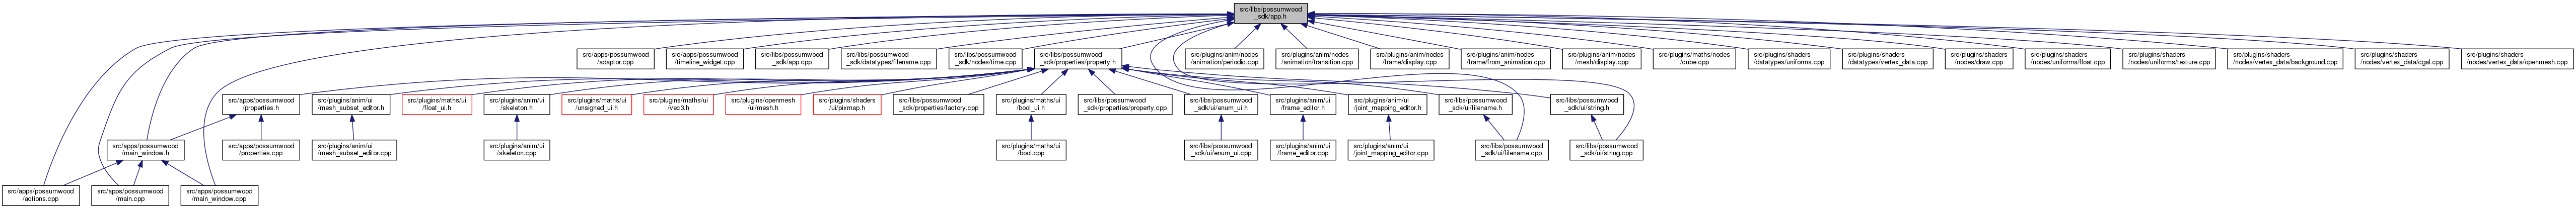 src/libs/possumwood
_sdk/app.h
src/apps/possumwood
/adaptor.cpp
src/apps/possumwood
/timeline_widget.cpp
src/libs/possumwood
_sdk/app.cpp
src/libs/possumwood
_sdk/datatypes/filename.cpp
src/libs/possumwood
_sdk/nodes/time.cpp
src/libs/possumwood
_sdk/properties/property.h
src/plugins/anim/nodes
/animation/periodic.cpp
src/plugins/anim/nodes
/animation/transition.cpp
src/plugins/anim/nodes
/frame/display.cpp
src/plugins/anim/nodes
/frame/from_animation.cpp
src/plugins/anim/nodes
/mesh/display.cpp
src/plugins/maths/nodes
/cube.cpp
src/plugins/shaders
/datatypes/uniforms.cpp
src/plugins/shaders
/datatypes/vertex_data.cpp
src/plugins/shaders
/nodes/draw.cpp
src/plugins/shaders
/nodes/uniforms/float.cpp
src/plugins/shaders
/nodes/uniforms/texture.cpp
src/plugins/shaders
/nodes/vertex_data/background.cpp
src/plugins/shaders
/nodes/vertex_data/cgal.cpp
src/plugins/shaders
/nodes/vertex_data/openmesh.cpp
src/apps/possumwood
/properties.h
src/plugins/anim/ui
/mesh_subset_editor.h
src/plugins/maths/ui
/float_ui.h
src/plugins/anim/ui
/skeleton.h
src/plugins/maths/ui
/unsigned_ui.h
src/plugins/maths/ui
/vec3.h
src/plugins/openmesh
/ui/mesh.h
src/plugins/shaders
/ui/pixmap.h
src/libs/possumwood
_sdk/properties/factory.cpp
src/plugins/maths/ui
/bool_ui.h
src/libs/possumwood
_sdk/properties/property.cpp
src/libs/possumwood
_sdk/ui/enum_ui.h
src/plugins/anim/ui
/frame_editor.h
src/plugins/anim/ui
/joint_mapping_editor.h
src/libs/possumwood
_sdk/ui/filename.h
src/libs/possumwood
_sdk/ui/string.h
src/apps/possumwood
/main_window.h
src/apps/possumwood
/properties.cpp
src/plugins/anim/ui
/mesh_subset_editor.cpp
src/plugins/anim/ui
/skeleton.cpp
src/plugins/maths/ui
/bool.cpp
src/libs/possumwood
_sdk/ui/enum_ui.cpp
src/plugins/anim/ui
/frame_editor.cpp
src/plugins/anim/ui
/joint_mapping_editor.cpp
src/libs/possumwood
_sdk/ui/filename.cpp
src/libs/possumwood
_sdk/ui/string.cpp
src/apps/possumwood
/actions.cpp
src/apps/possumwood
/main.cpp
src/apps/possumwood
/main_window.cpp